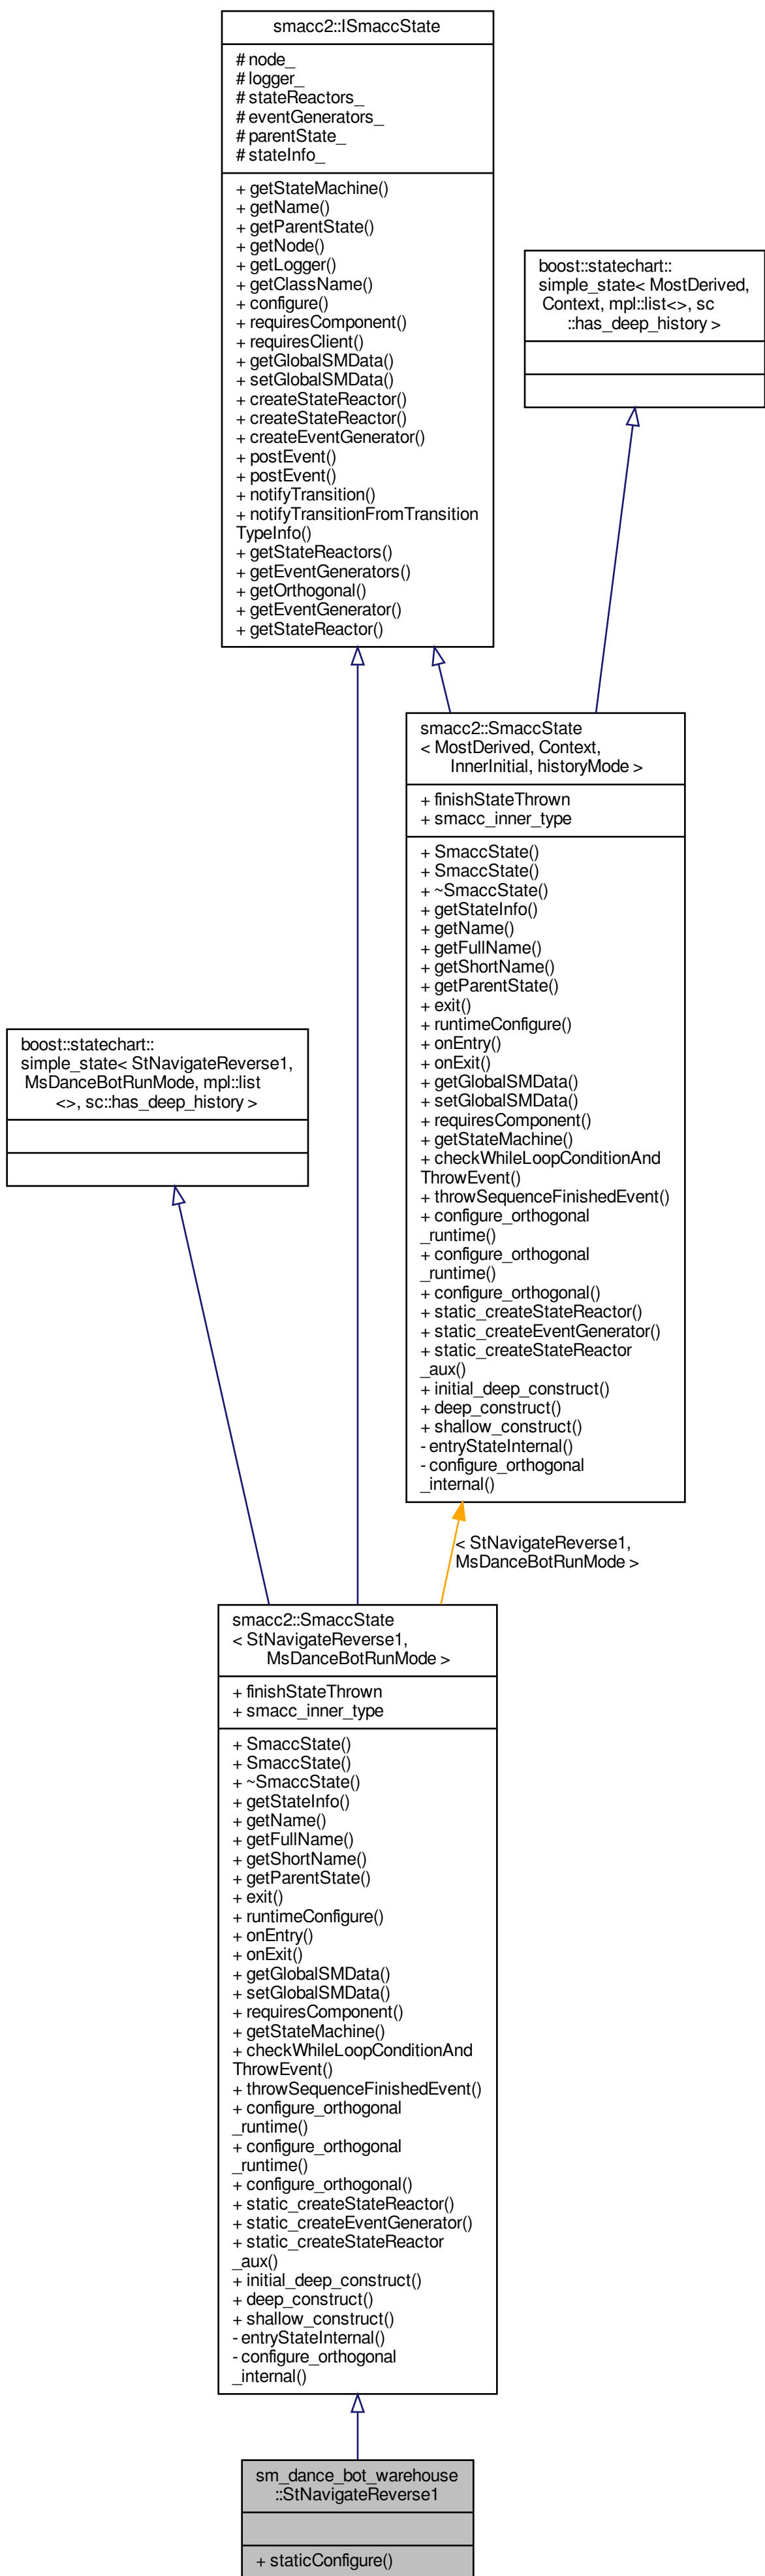 smacc2::ISmaccState
# node_
# logger_
# stateReactors_
# eventGenerators_
# parentState_
# stateInfo_
+ getStateMachine()
+ getName()
+ getParentState()
+ getNode()
+ getLogger()
+ getClassName()
+ configure()
+ requiresComponent()
+ requiresClient()
+ getGlobalSMData()
+ setGlobalSMData()
+ createStateReactor()
+ createStateReactor()
+ createEventGenerator()
+ postEvent()
+ postEvent()
+ notifyTransition()
+ notifyTransitionFromTransition
TypeInfo()
+ getStateReactors()
+ getEventGenerators()
+ getOrthogonal()
+ getEventGenerator()
+ getStateReactor()
boost::statechart::
simple_state< MostDerived,
Context, mpl::list<>, sc
::has_deep_history >
smacc2::SmaccState
< MostDerived, Context,
InnerInitial, historyMode >
+ finishStateThrown
+ smacc_inner_type
+ SmaccState()
+ SmaccState()
+ ~SmaccState()
+ getStateInfo()
+ getName()
+ getFullName()
+ getShortName()
+ getParentState()
+ exit()
+ runtimeConfigure()
+ onEntry()
+ onExit()
+ getGlobalSMData()
+ setGlobalSMData()
+ requiresComponent()
+ getStateMachine()
+ checkWhileLoopConditionAnd
ThrowEvent()
+ throwSequenceFinishedEvent()
+ configure_orthogonal
_runtime()
+ configure_orthogonal
_runtime()
+ configure_orthogonal()
+ static_createStateReactor()
+ static_createEventGenerator()
+ static_createStateReactor
_aux()
+ initial_deep_construct()
+ deep_construct()
+ shallow_construct()
- entryStateInternal()
- configure_orthogonal
_internal()
boost::statechart::
simple_state< StNavigateReverse1,
MsDanceBotRunMode, mpl::list
<>, sc::has_deep_history >
< StNavigateReverse1,
MsDanceBotRunMode >
smacc2::SmaccState
< StNavigateReverse1,
MsDanceBotRunMode >
+ finishStateThrown
+ smacc_inner_type
+ SmaccState()
+ SmaccState()
+ ~SmaccState()
+ getStateInfo()
+ getName()
+ getFullName()
+ getShortName()
+ getParentState()
+ exit()
+ runtimeConfigure()
+ onEntry()
+ onExit()
+ getGlobalSMData()
+ setGlobalSMData()
+ requiresComponent()
+ getStateMachine()
+ checkWhileLoopConditionAnd
ThrowEvent()
+ throwSequenceFinishedEvent()
+ configure_orthogonal
_runtime()
+ configure_orthogonal
_runtime()
+ configure_orthogonal()
+ static_createStateReactor()
+ static_createEventGenerator()
+ static_createStateReactor
_aux()
+ initial_deep_construct()
+ deep_construct()
+ shallow_construct()
- entryStateInternal()
- configure_orthogonal
_internal()
sm_dance_bot_warehouse
::StNavigateReverse1
+ staticConfigure()